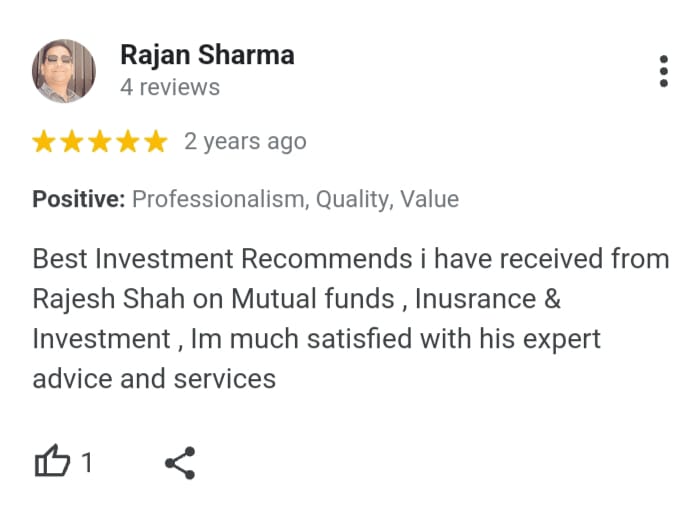 Rajan Sharma
4 reviews
2 years ago
Positive: Professionalism, Quality, Value
Best Investment Recommends i have received from
Rajesh Shah on Mutual funds , Inusrance &
Investment , Im much satisfied with his expert
advice and services
1